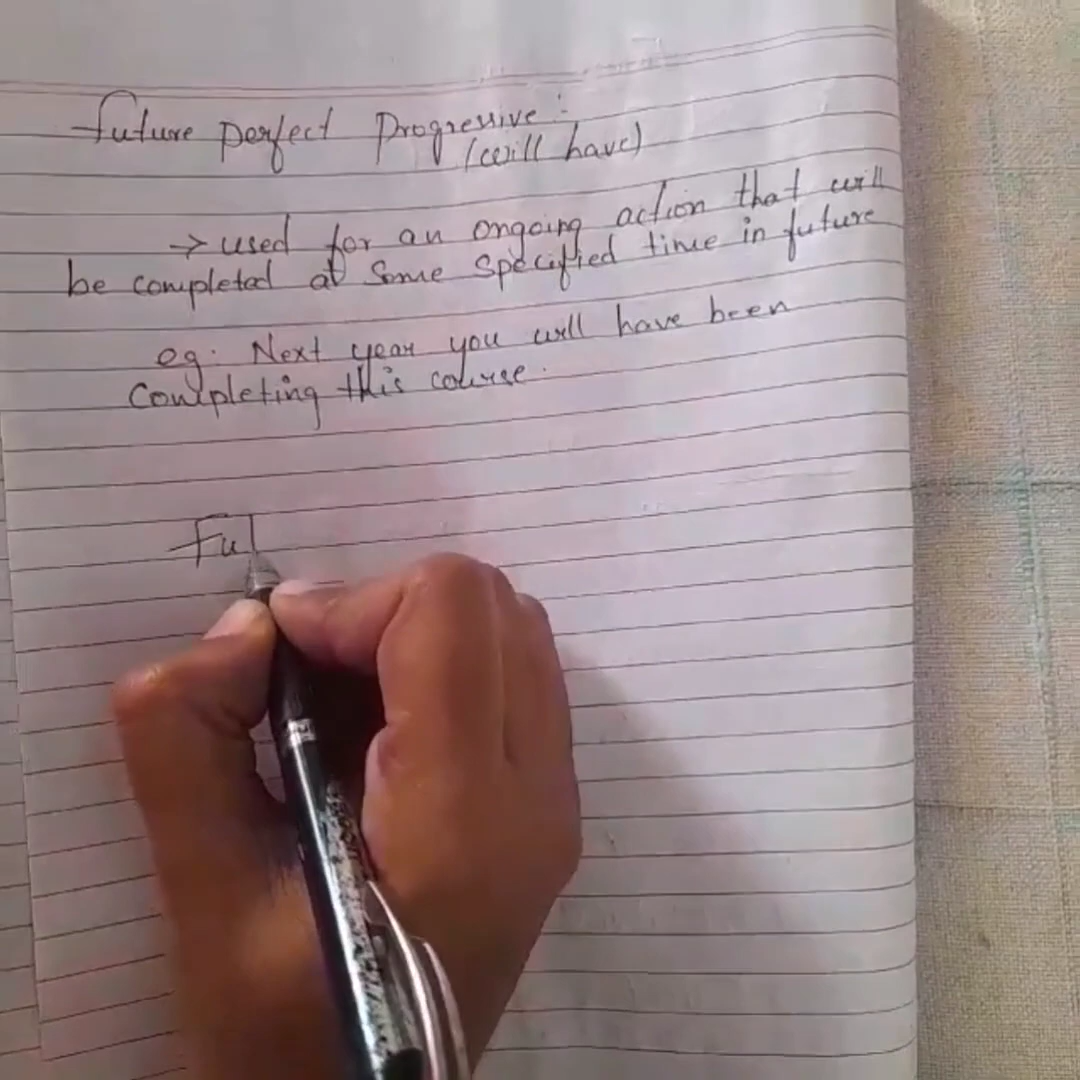 Future perfect Progressive:
(will have)
→ used for an ongoing action that will
be completed at Some specified time in future
eg. Next year you will have been
Completing this course.
Fut